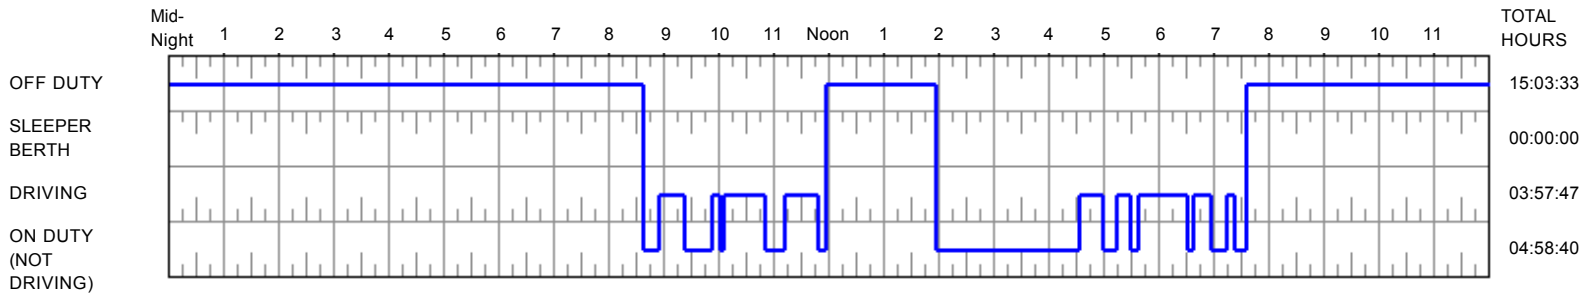 Mid-
Night 1 2 3 4 5 6 7 8 9 10 11 Noon 1 2 3 4 5 6 7 8 9 10 11
TOTAL
HOURS
OFF DUTY 15:03:33
SLEEPER
BERTH 00:00:00
DRIVING 03:57:47
ON DUTY
(NOT
DRIVING) 04:58:40